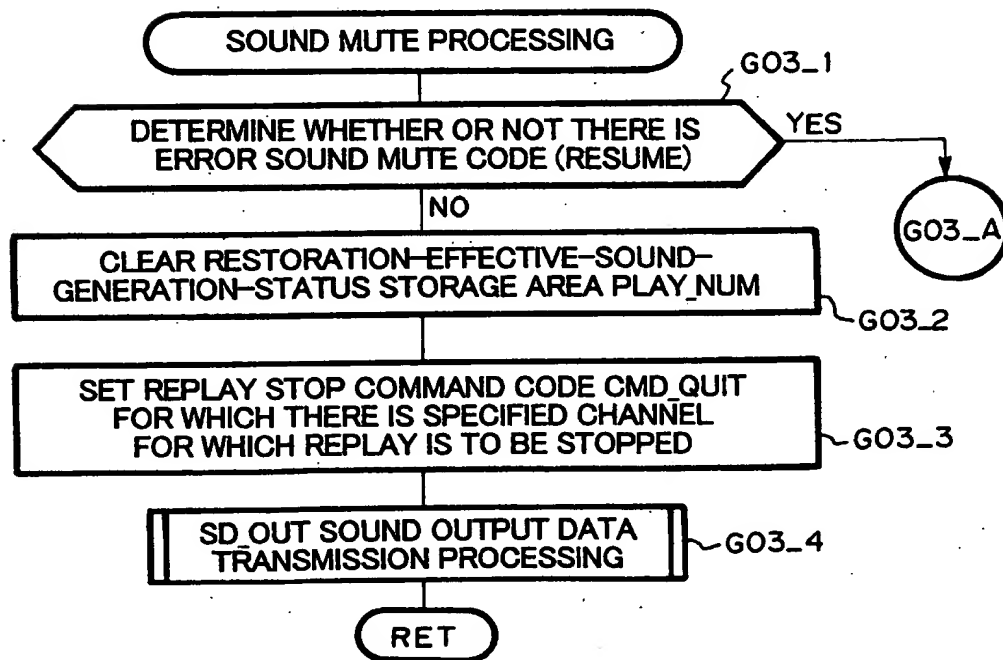 SOUND MUTE PROCESSING
G03_1
DETERMINE WHETHER OR NOT THERE IS
ERROR SOUND MUTE CODE (RESUME)
YES
NO
G03_A
CLEAR RESTORATION-EFFECTIVE-SOUND-
GENERATION-STATUS STORAGE AREA PLAY_NUM
G03_2
SET REPLAY STOP COMMAND CODE CMD_QUIT
FOR WHICH THERE IS SPECIFIED CHANNEL
FOR WHICH REPLAY IS TO BE STOPPED
G03_3
SD_OUT SOUND OUTPUT DATA
TRANSMISSION PROCESSING
G03_4
RET